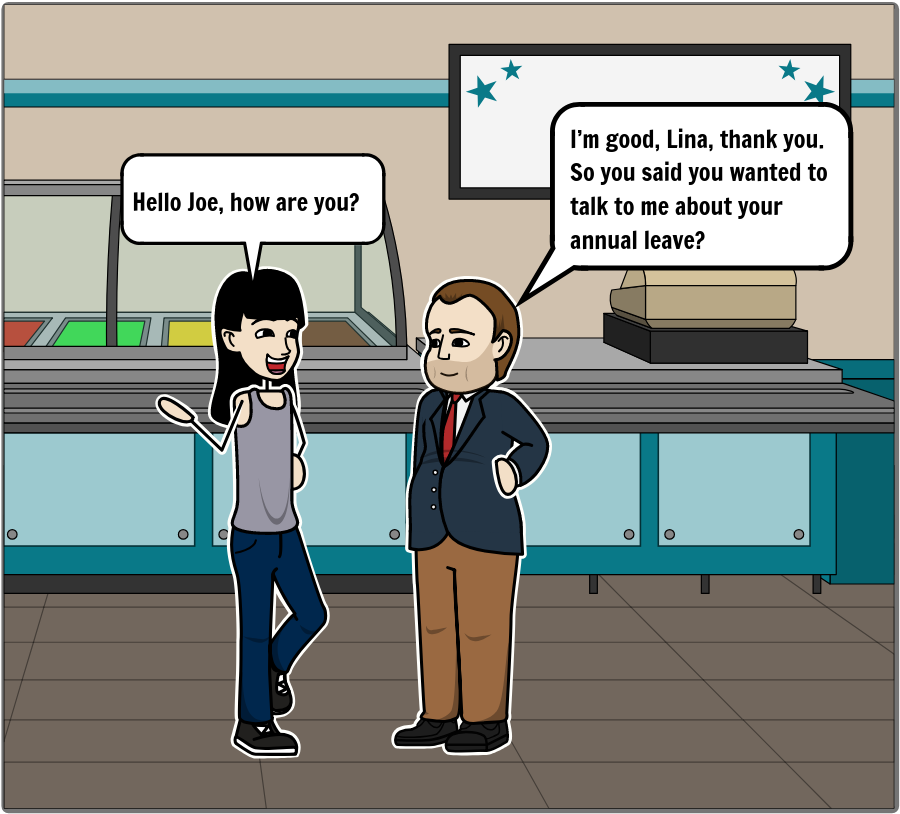 Hello Joe, how are you?
I'm good, Lina, thank you.
So you said you wanted to
talk to me about your
annual leave?